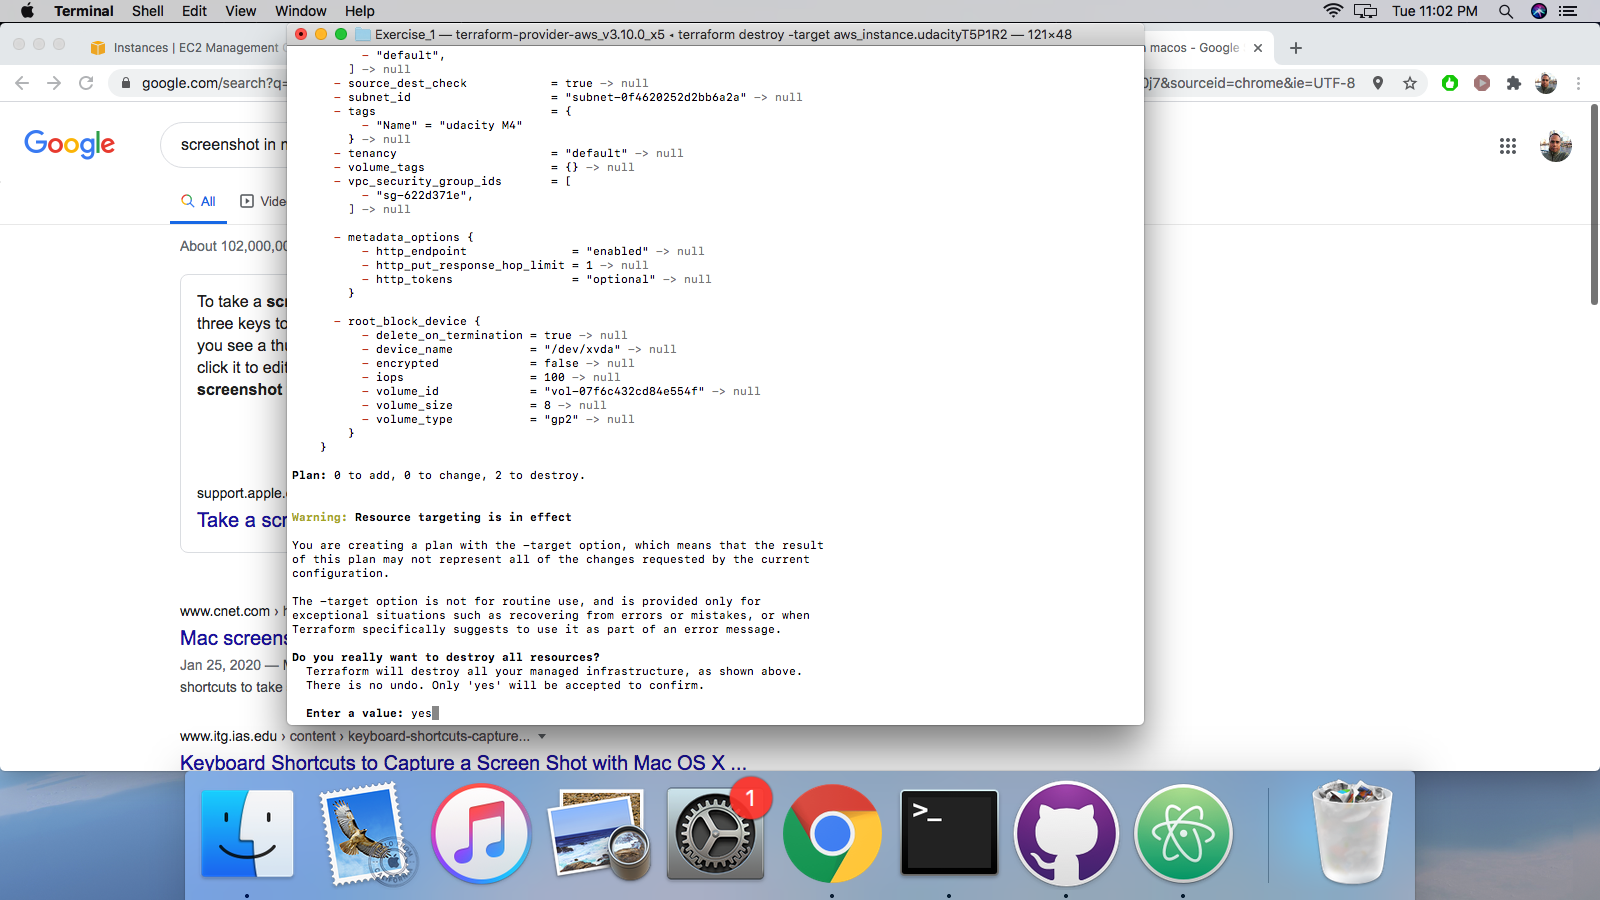 Terminal Shell Edit View Window Help Tue 11:02 PM
Exercise_1 — terraform-provider-aws_v3.10.0_x5 ◂ terraform destroy -target aws_instance.udacityT5P1R2 — 121×48
Instances | EC2 Management
macos - Google
google.com/search?q=
0j7&sourceid=chrome&ie=UTF-8
Google
screenshot in
All
About 102,000,00
To take a
three keys to
you see a
click it to
screenshot
support.apple.
Take a
www.cnet.com ›
Mac screens
Jan 25, 2020 —
shortcuts to take
www.itg.ias.edu › content › keyboard-shortcuts-capture...
Keyboard Shortcuts to Capture a Screen Shot with Mac OS X ...
- "default",
] -> null
- source_dest_check = true -> null
- subnet_id = "subnet-0f4620252d2bb6a2a" -> null
- tags = {
- "Name" = "udacity M4"
} -> null
- tenancy = "default" -> null
- volume_tags = {} -> null
- vpc_security_group_ids = [
- "sg-622d371e",
] -> null
- metadata_options {
- http_endpoint = "enabled" -> null
- http_put_response_hop_limit = 1 -> null
- http_tokens = "optional" -> null
}
- root_block_device {
- delete_on_termination = true -> null
- device_name = "/dev/xvda" -> null
- encrypted = false -> null
- iops = 100 -> null
- volume_id = "vol-07f6c432cd84e554f" -> null
- volume_size = 8 -> null
- volume_type = "gp2" -> null
}
}
Plan: 0 to add, 0 to change, 2 to destroy.
Warning: Resource targeting is in effect
You are creating a plan with the -target option, which means that the result
of this plan may not represent all of the changes requested by the current
configuration.
The -target option is not for routine use, and is provided only for
exceptional situations such as recovering from errors or mistakes, or when
Terraform specifically suggests to use it as part of an error message.
Do you really want to destroy all resources?
Terraform will destroy all your managed infrastructure, as shown above.
There is no undo. Only 'yes' will be accepted to confirm.
Enter a value: yes
1
>_